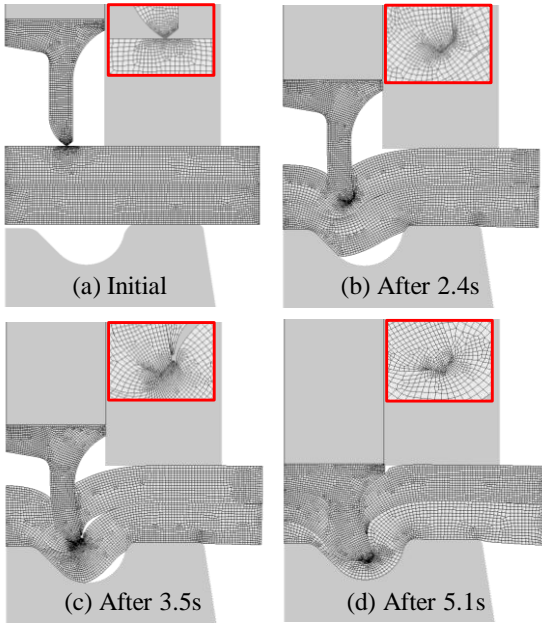 (a) Initial
(b) After 2.4s
(c) After 3.5s
(d) After 5.1s